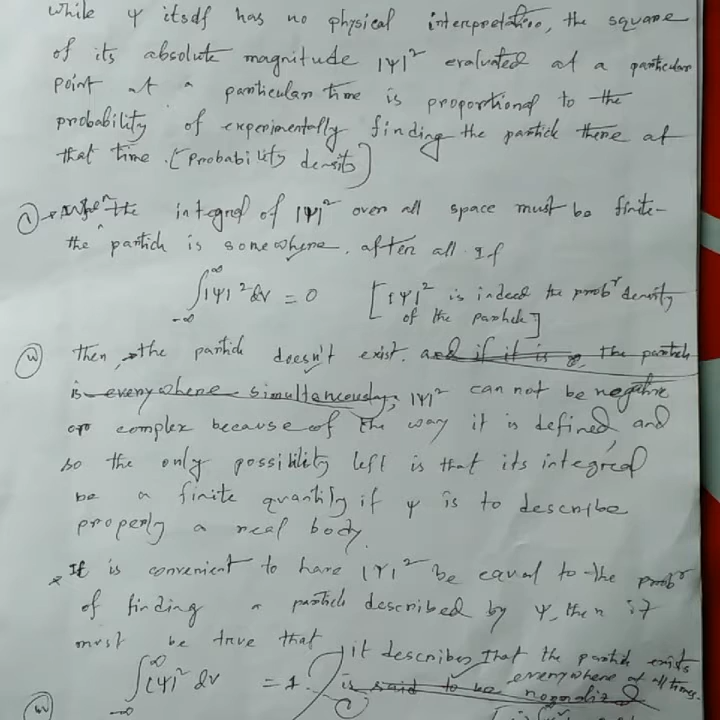 While ψ itself has no physical interpretation, the square
of its absolute magnitude |ψ|² evaluated at a particular
point at a particular time is proportional to the
probability of experimentally finding the particle there at
that time. [Probability density]
the integral of |ψ|² over all space must be finite-
the particle is somewhere, after all. If
∫|ψ|² dv = 0 [|ψ|² is indeed the probʸ density
-∞ ∞
of the particle]
then, the particle doesn't exist. and if it is the particle
is everywhere simultaneously, |ψ|² can not be negative
or complex because of the way it is defined, and
so the only possibility left is that its integral
be a finite quantity if ψ is to describe
properly a real body.
* It is convenient to have |ψ|² be equal to the probʸ
of finding a particle described by ψ, then it
must be true that
it describes that the particle exists
everywhere at all times.
∫|ψ|² dv = 1. is said to be
-∞ ∞